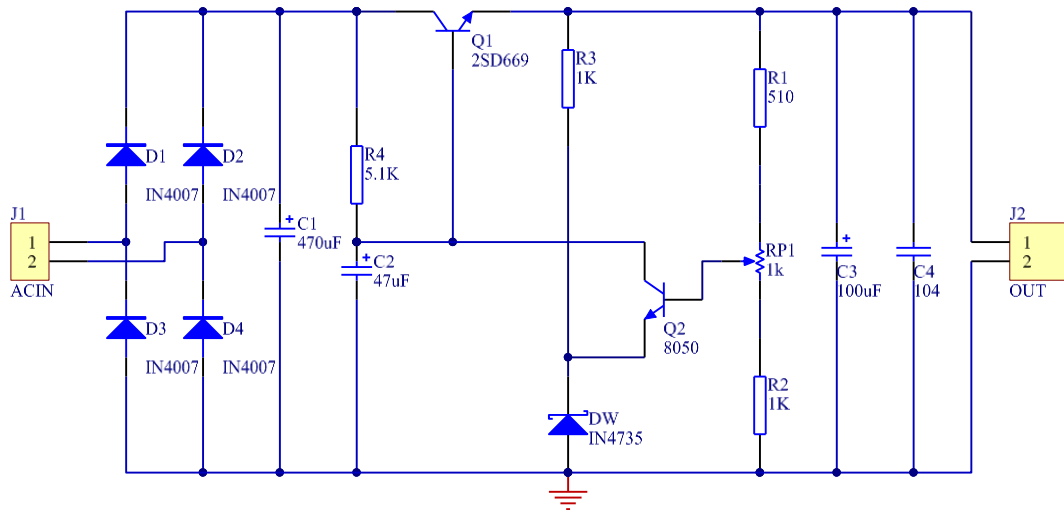 Q1
2SD669
R3
1K
R1
510
D1
D2
R4
5.1K
IN4007
IN4007
J1
1
2
ACIN
C1
470uF
C2
47uF
RP1
1k
C3
100uF
C4
104
J2
1
2
OUT
D3
D4
Q2
8050
IN4007
IN4007
R2
1K
DW
IN4735